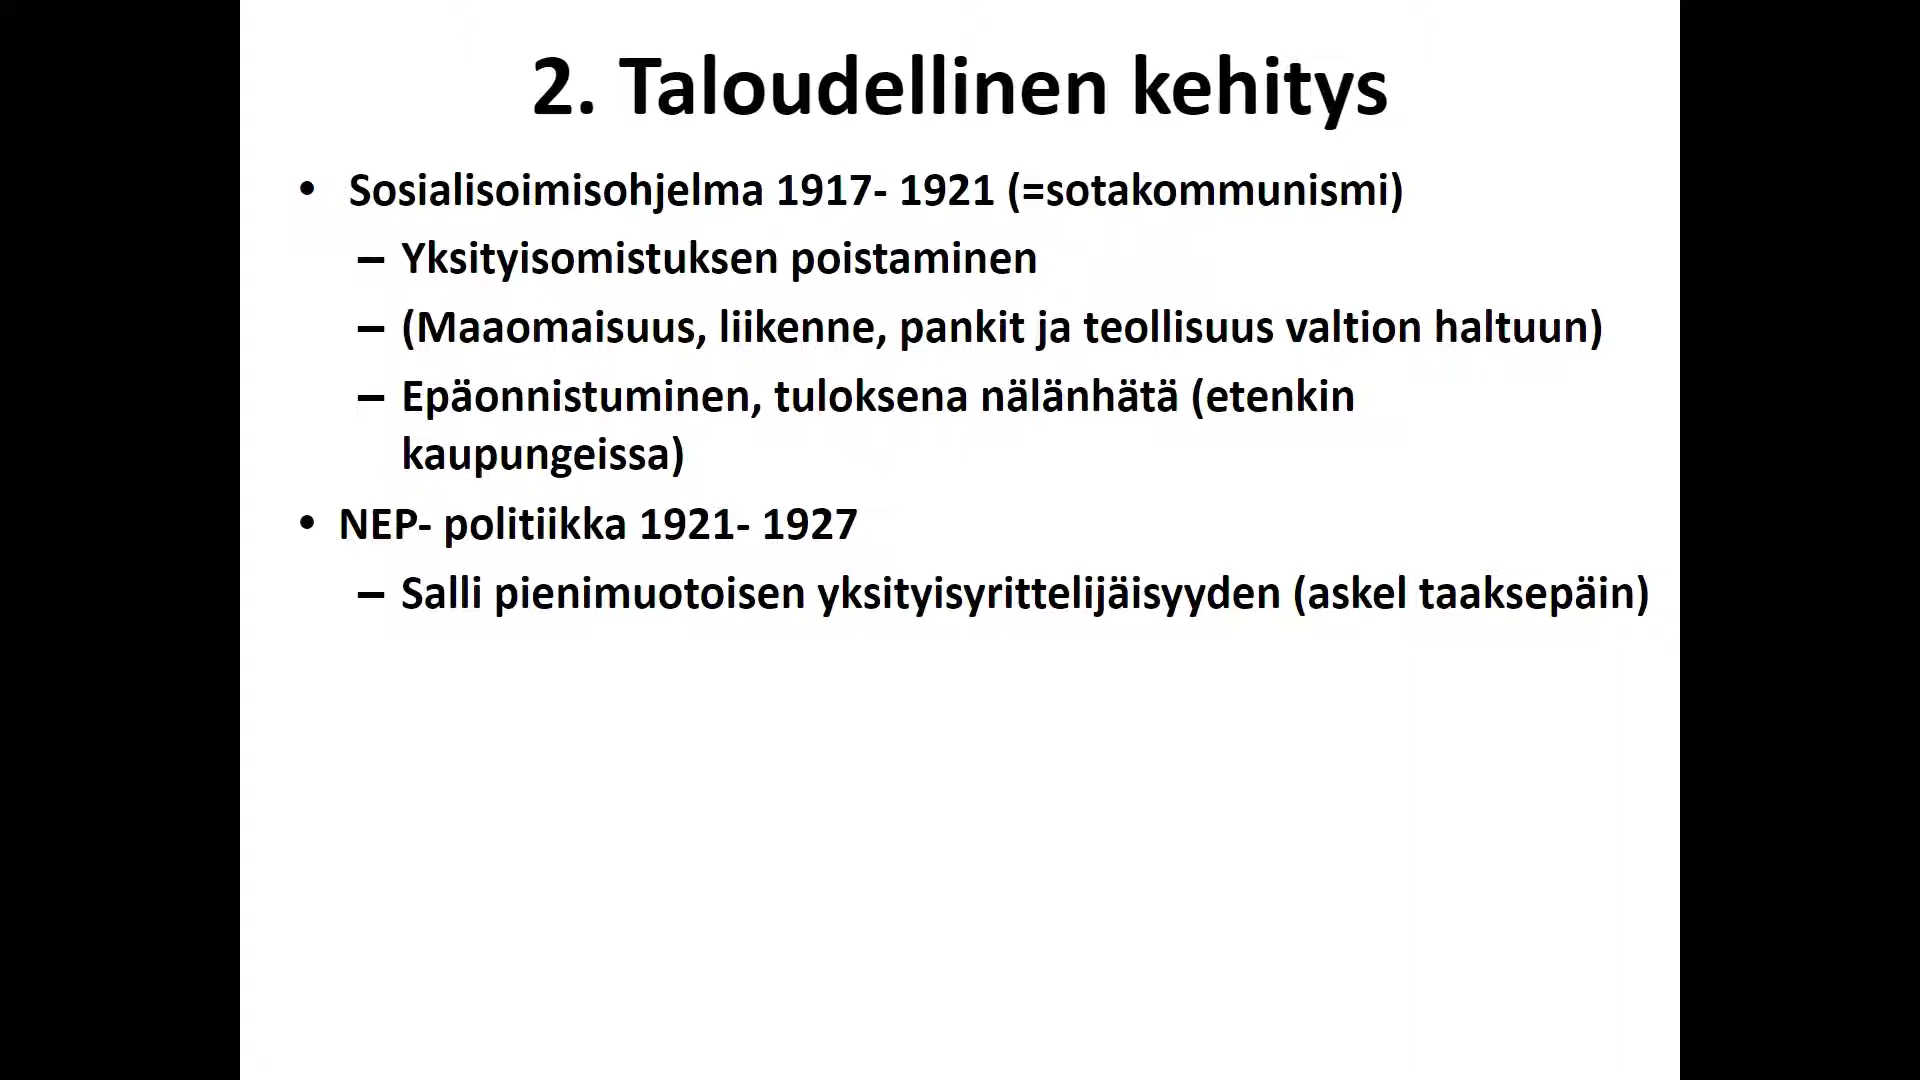 2. Taloudellinen kehitys
• Sosialisoimisohjelma 1917- 1921 (=sotakommunismi)
– Yksityisomistuksen poistaminen
– (Maaomaisuus, liikenne, pankit ja teollisuus valtion haltuun)
– Epäonnistuminen, tuloksena nälänhätä (etenkin
kaupungeissa)
• NEP- politiikka 1921- 1927
– Salli pienimuotoisen yksityisyrittelijäisyyden (askel taaksepäin)